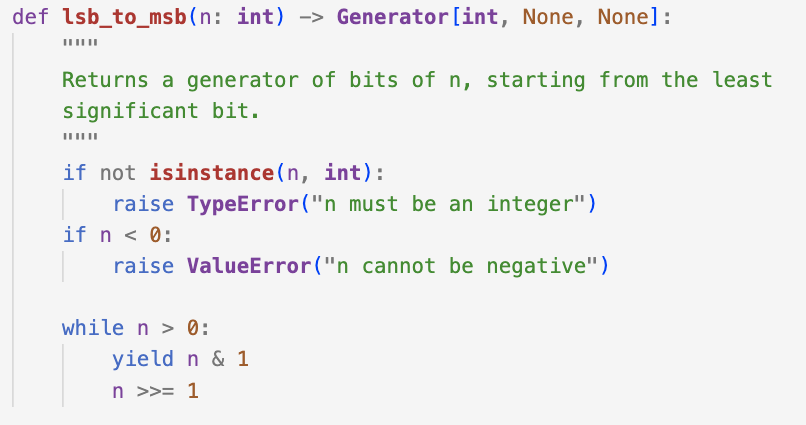 def lsb_to_msb(n: int) -> Generator[int, None, None]:
    """
    Returns a generator of bits of n, starting from the least
    significant bit.
    """
    if not isinstance(n, int):
        raise TypeError("n must be an integer")
    if n < 0:
        raise ValueError("n cannot be negative")

    while n > 0:
        yield n & 1
        n >>= 1